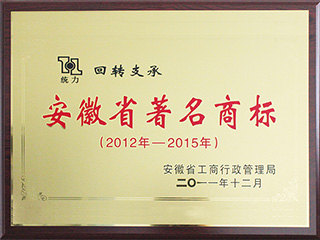 回转支承
统力
安徽省著名商标
(2012年—2015年)
安徽省工商行政管理局
二〇一一年十二月